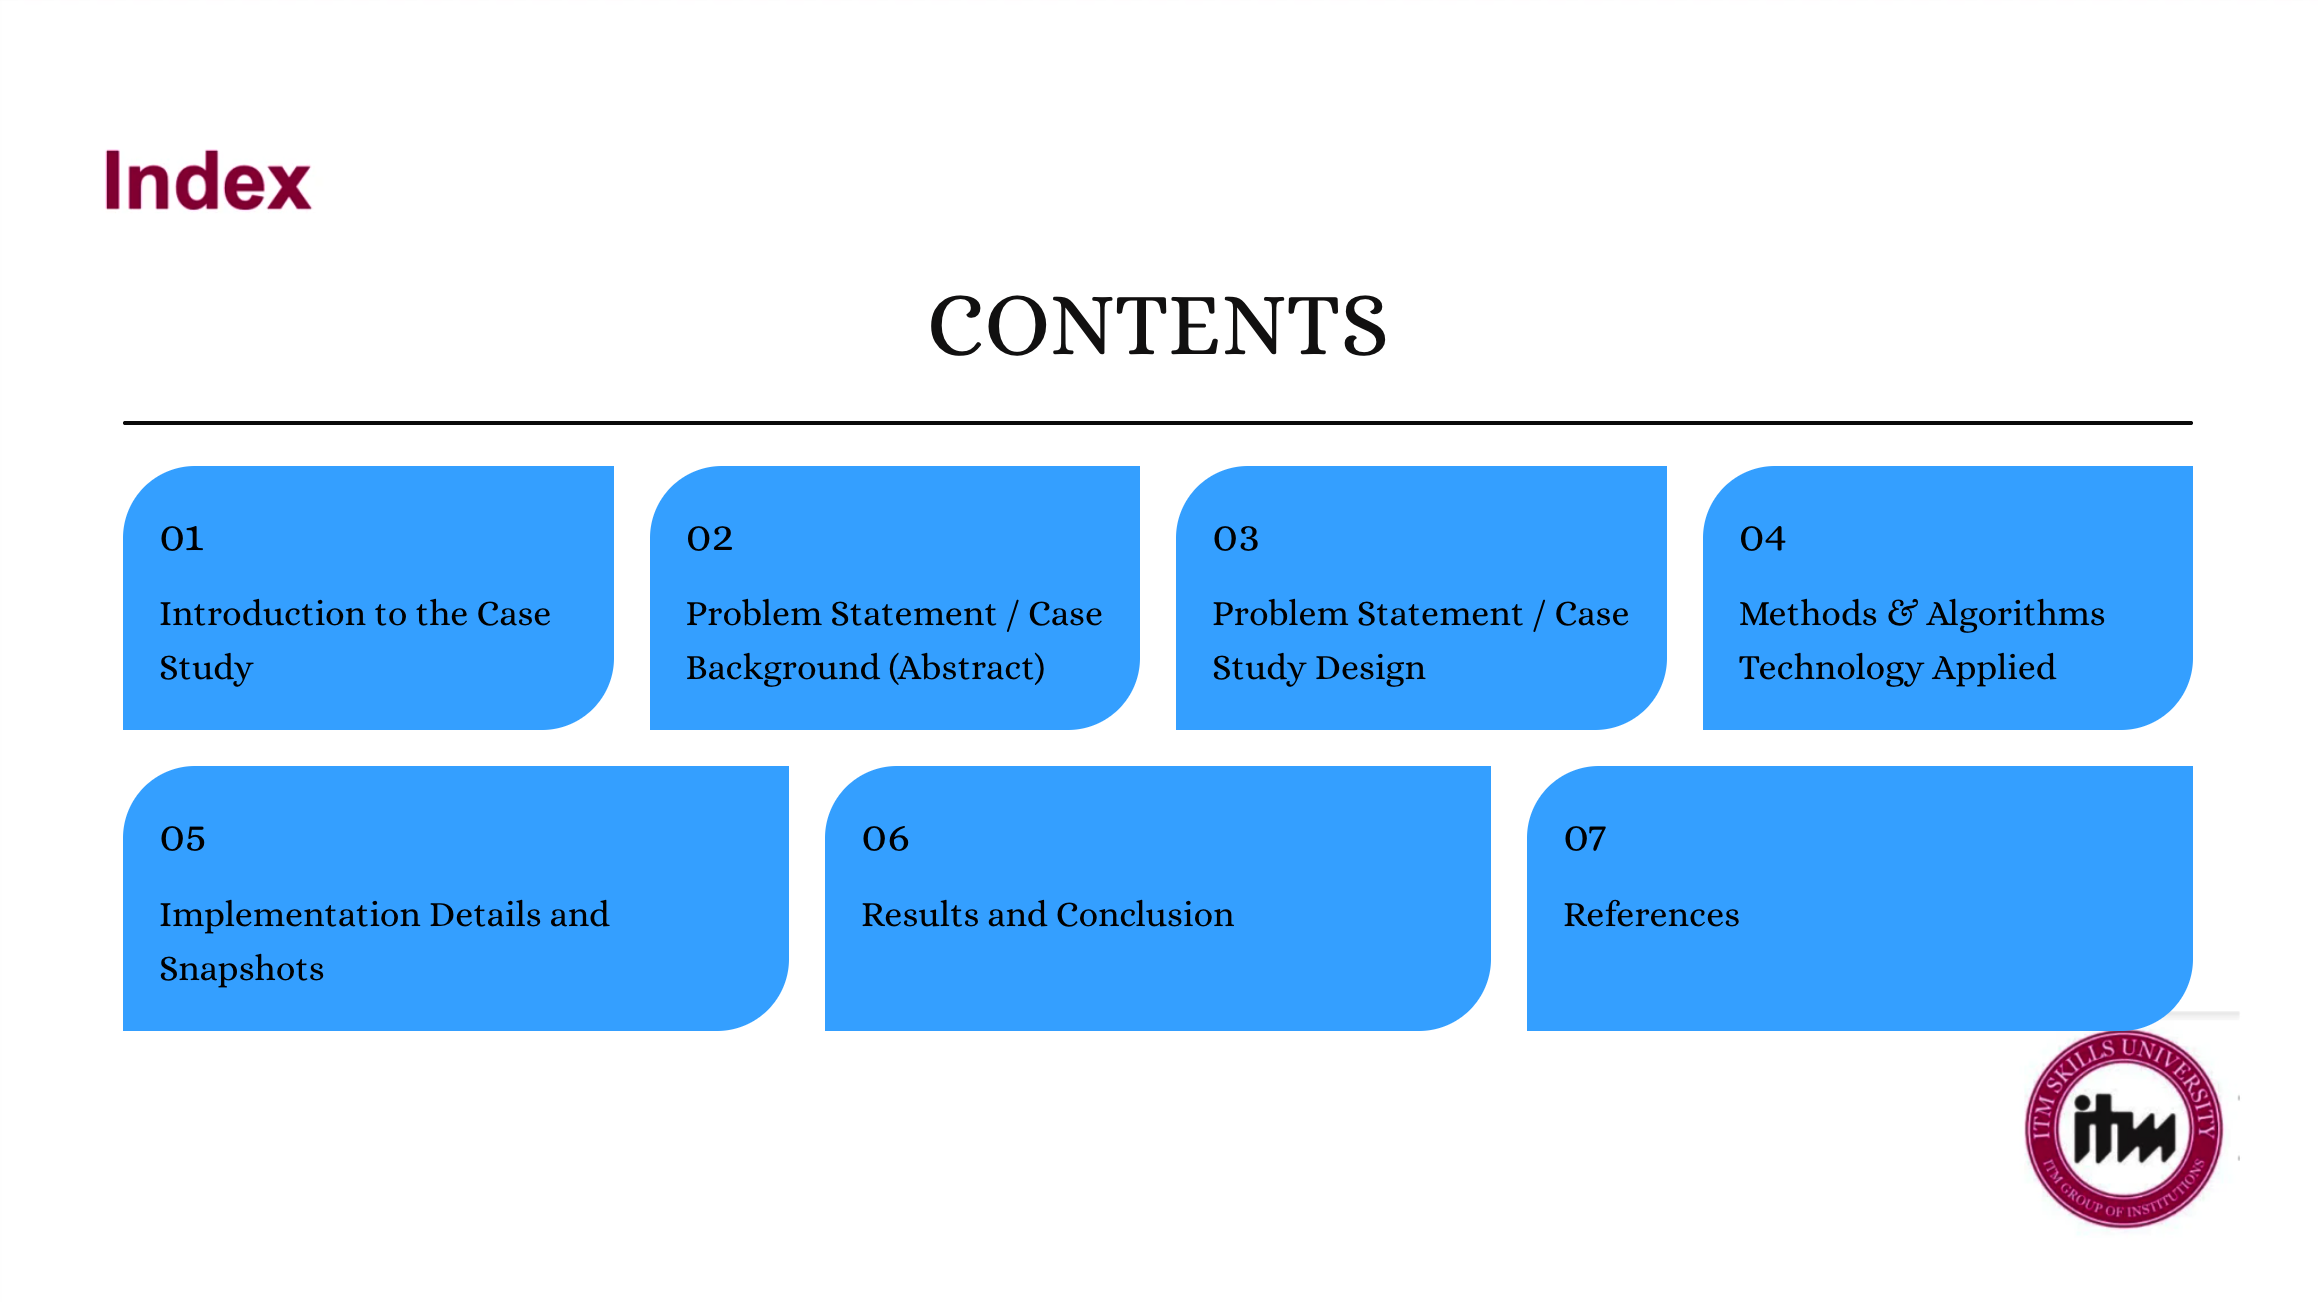 Index
CONTENTS
01
Introduction to the Case
Study
02
Problem Statement / Case
Background (Abstract)
03
Problem Statement / Case
Study Design
04
Methods & Algorithms
Technology Applied
05
Implementation Details and
Snapshots
06
Results and Conclusion
07
References
ITM SKILLS UNIVERSITY
itm
ITM GROUP OF INSTITUTIONS